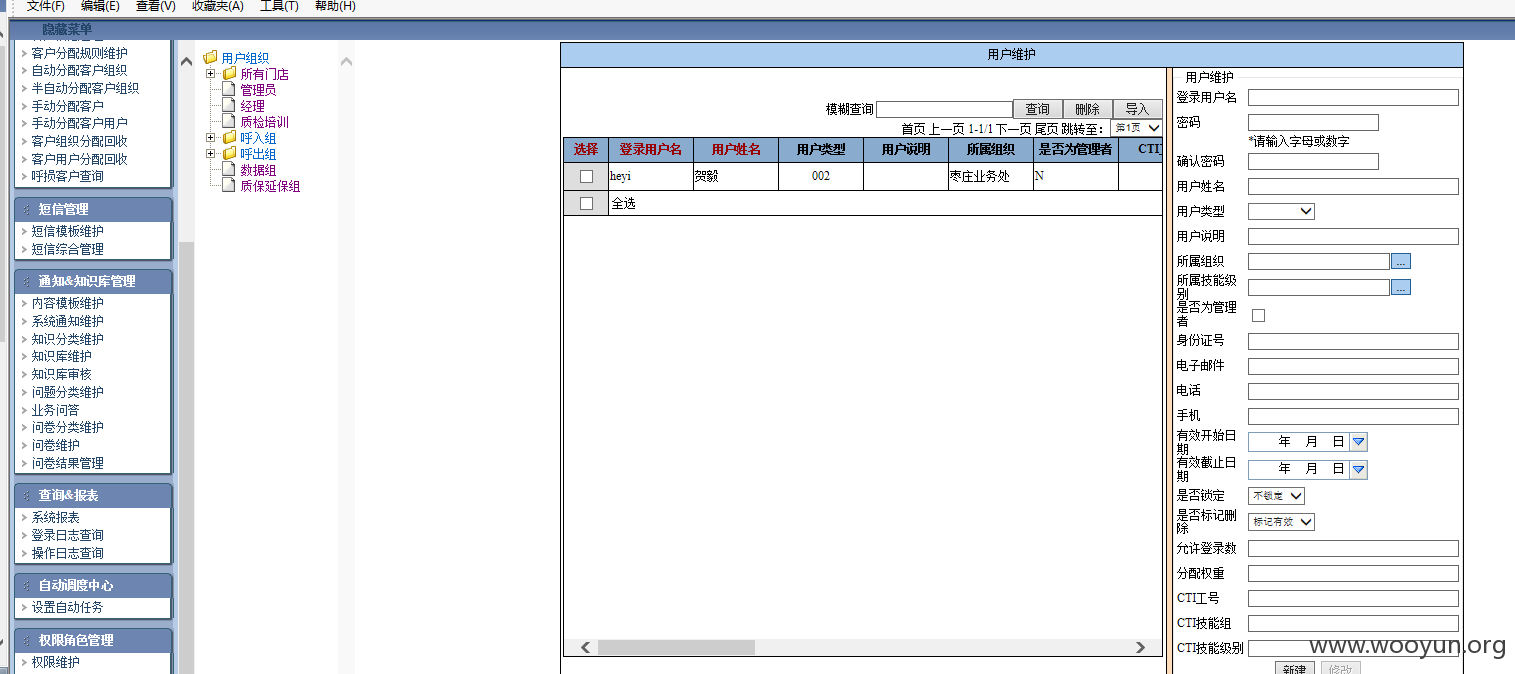 文件(F) 编辑(E) 查看(V) 收藏夹(A) 工具(T) 帮助(H)
隐藏菜单
客户分配规则维护
自动分配客户组织
半自动分配客户组织
手动分配客户
手动分配客户用户
客户组织分配回收
客户用户分配回收
呼损客户查询
短信管理
短信模板维护
短信综合管理
通知&知识库管理
内容模板维护
系统通知维护
知识分类维护
知识库维护
知识库审核
问题分类维护
业务问答
问卷分类维护
问卷维护
问卷结果管理
查询&报表
系统报表
登录日志查询
操作日志查询
自动调度中心
设置自动任务
权限角色管理
权限维护
用户组织
所有门店
管理员
经理
质检培训
呼入组
呼出组
数据组
质保延保组
用户维护
模糊查询 查询 删除 导入
首页 上一页 1-1/1 下一页 尾页 跳转至： 第1页
选择 登录用户名 用户姓名 用户类型 用户说明 所属组织 是否为管理者 CTI
heyi 贺毅 002 枣庄业务处 N
全选
用户维护
登录用户名
密码
*请输入字母或数字
确认密码
用户姓名
用户类型
用户说明
所属组织 ...
所属技能级别 ...
是否为管理者
身份证号
电子邮件
电话
手机
有效开始日期 年 月 日
有效截止日期 年 月 日
是否锁定 不锁定
是否标记删除 标记有效
允许登录数
分配权重
CTI工号
CTI技能组
CTI技能级别
新建 修改
www.wooyun.org